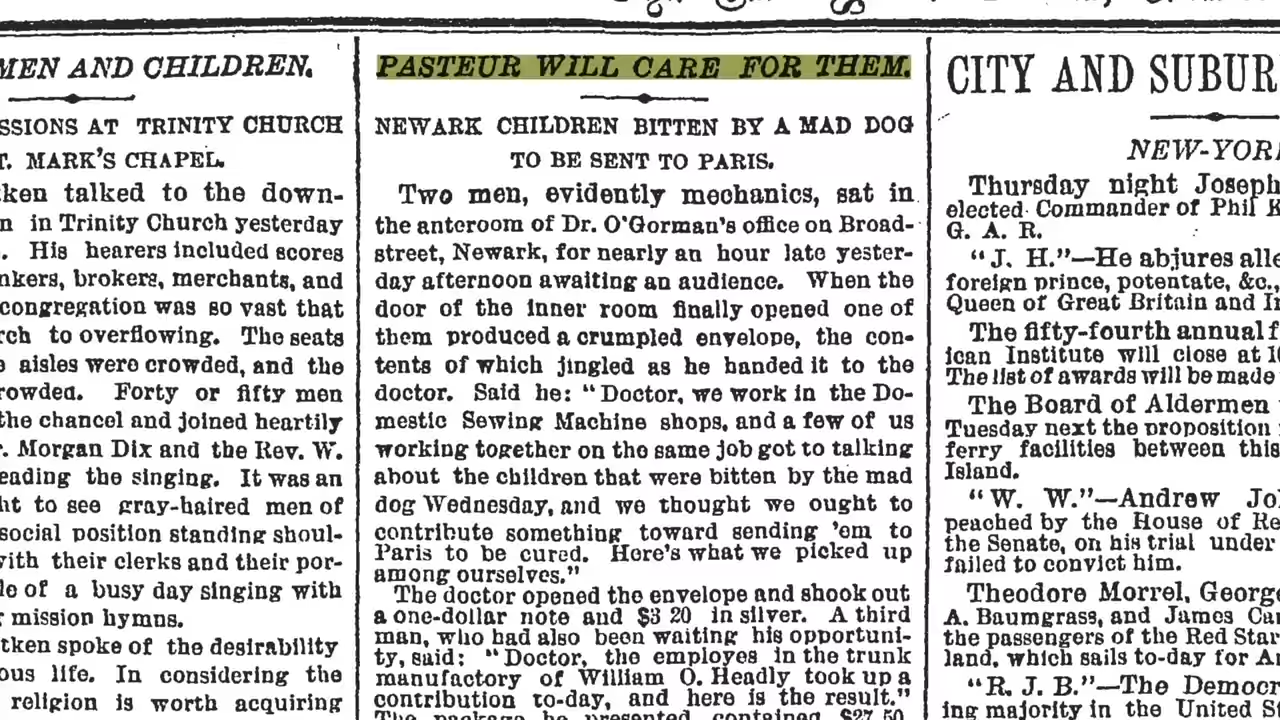 MEN AND CHILDREN.
SSIONS AT TRINITY CHURCH
T. MARK'S CHAPEL.
ken talked to the down-
n in Trinity Church yesterday
. His hearers included scores
nkers, brokers, merchants, and
congregation was so vast that
rch to overflowing. The seats
e aisles were crowded, and the
rowded. Forty or fifty men
the chancel and joined heartily
r. Morgan Dix and the Rev. W.
eading the singing. It was an
ht to see gray-haired men of
social position standing shoul-
with their clerks and their por-
le of a busy day singing with
r mission hymns.
tken spoke of the desirability
ous life. In considering the
religion is worth acquiring
PASTEUR WILL CARE FOR THEM.
NEWARK CHILDREN BITTEN BY A MAD DOG
TO BE SENT TO PARIS.
Two men, evidently mechanics, sat in
the anteroom of Dr. O'Gorman's office on Broad-
street, Newark, for nearly an hour late yester-
day afternoon awaiting an audience. When the
door of the inner room finally opened one of
them produced a crumpled envelope, the con-
tents of which jingled as he handed it to the
doctor. Said he: "Doctor, we work in the Do-
mestic Sewing Machine shops, and a few of us
working together on the same job got to talking
about the children that were bitten by the mad
dog Wednesday, and we thought we ought to
contribute something toward sending 'em to
Paris to be cured. Here's what we picked up
among ourselves."
The doctor opened the envelope and shook out
a one-dollar note and $3 20 in silver. A third
man, who had also been waiting his opportuni-
ty, said: "Doctor, the employes in the trunk
manufactory of William O. Headly took up a
contribution to-day, and here is the result."
The package he presented contained $27 50.
CITY AND SUBUR
NEW-YOR
Thursday night Joseph
elected Commander of Phil K
G. A. R.
"J. H."—He abjures alle
foreign prince, potentate, &c.,
Queen of Great Britain and I
The fifty-fourth annual f
ican Institute will close at 1
The list of awards will be made
The Board of Aldermen
Tuesday next the proposition
ferry facilities between this
Island.
"W. W."—Andrew Jo
peached by the House of Re
the Senate, on his trial under
failed to convict him.
Theodore Morrel, George
A. Baumgrass, and James Ca
the passengers of the Red Star
land, which sails to-day for A
"R. J. B."—The Democr
ing majority in the United S